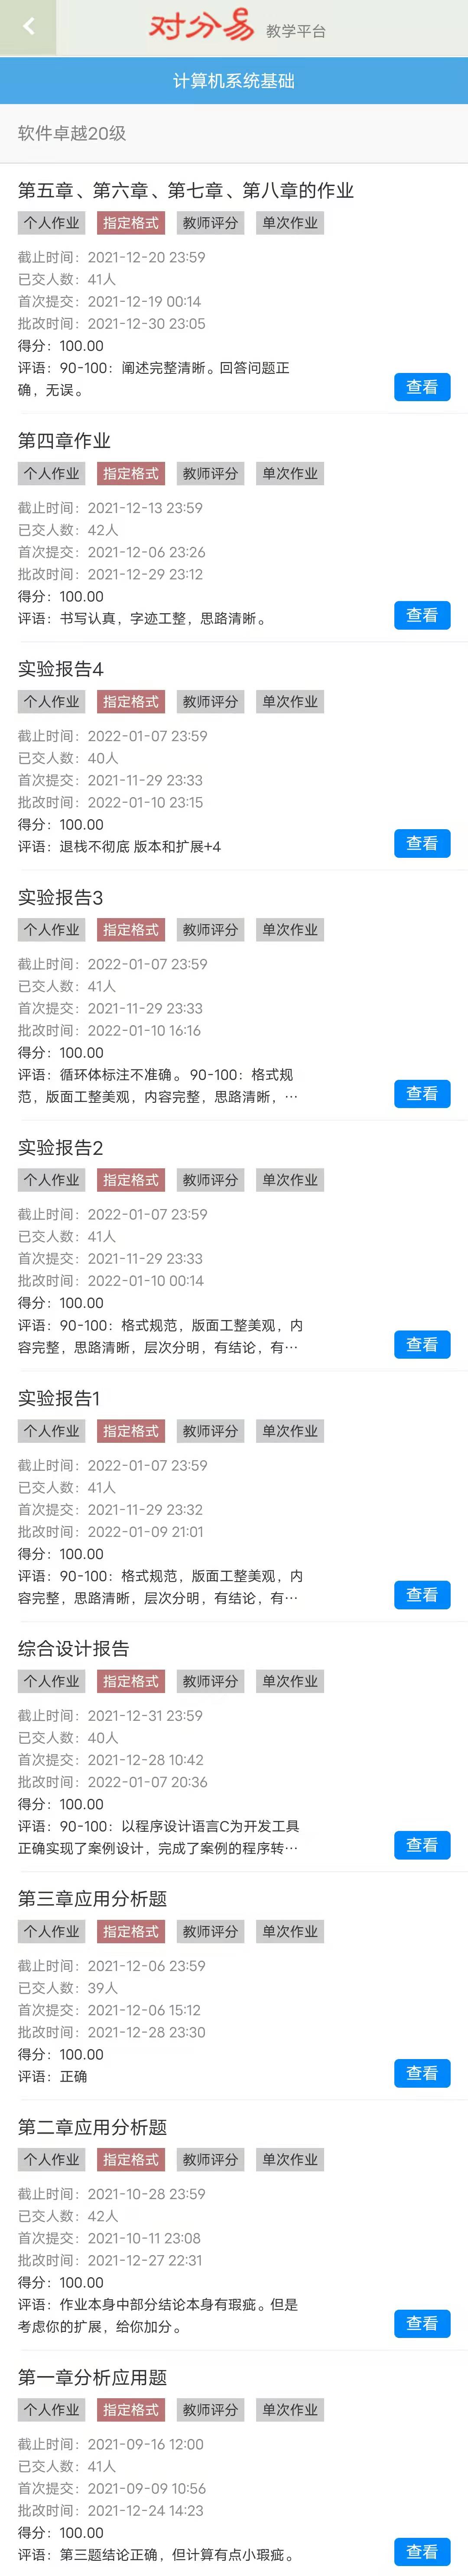 对分易 教学平台
计算机系统基础
软件卓越20级
第五章、第六章、第七章、第八章的作业
个人作业 指定格式 教师评分 单次作业
截止时间：2021-12-20 23:59
已交人数：41人
首次提交：2021-12-19 00:14
批改时间：2021-12-30 23:05
得分：100.00
评语：90-100：阐述完整清晰。回答问题正
确，无误。
查看
第四章作业
个人作业 指定格式 教师评分 单次作业
截止时间：2021-12-13 23:59
已交人数：42人
首次提交：2021-12-06 23:26
批改时间：2021-12-29 23:12
得分：100.00
评语：书写认真，字迹工整，思路清晰。
查看
实验报告4
个人作业 指定格式 教师评分 单次作业
截止时间：2022-01-07 23:59
已交人数：40人
首次提交：2021-11-29 23:33
批改时间：2022-01-10 23:15
得分：100.00
评语：退栈不彻底 版本和扩展+4
查看
实验报告3
个人作业 指定格式 教师评分 单次作业
截止时间：2022-01-07 23:59
已交人数：41人
首次提交：2021-11-29 23:33
批改时间：2022-01-10 16:16
得分：100.00
评语：循环体标注不准确。 90-100：格式规
范，版面工整美观，内容完整，思路清晰，…
查看
实验报告2
个人作业 指定格式 教师评分 单次作业
截止时间：2022-01-07 23:59
已交人数：41人
首次提交：2021-11-29 23:33
批改时间：2022-01-10 00:14
得分：100.00
评语：90-100：格式规范，版面工整美观，内
容完整，思路清晰，层次分明，有结论，有…
查看
实验报告1
个人作业 指定格式 教师评分 单次作业
截止时间：2022-01-07 23:59
已交人数：41人
首次提交：2021-11-29 23:32
批改时间：2022-01-09 21:01
得分：100.00
评语：90-100：格式规范，版面工整美观，内
容完整，思路清晰，层次分明，有结论，有…
查看
综合设计报告
个人作业 指定格式 教师评分 单次作业
截止时间：2021-12-31 23:59
已交人数：40人
首次提交：2021-12-28 10:42
批改时间：2022-01-07 20:36
得分：100.00
评语：90-100：以程序设计语言C为开发工具
正确实现了案例设计，完成了案例的程序转…
查看
第三章应用分析题
个人作业 指定格式 教师评分 单次作业
截止时间：2021-12-06 23:59
已交人数：39人
首次提交：2021-12-06 15:12
批改时间：2021-12-28 23:30
得分：100.00
评语：正确
查看
第二章应用分析题
个人作业 指定格式 教师评分 单次作业
截止时间：2021-10-28 23:59
已交人数：42人
首次提交：2021-10-11 23:08
批改时间：2021-12-27 22:31
得分：100.00
评语：作业本身中部分结论本身有瑕疵。但是
考虑你的扩展，给你加分。
查看
第一章分析应用题
个人作业 指定格式 教师评分 单次作业
截止时间：2021-09-16 12:00
已交人数：41人
首次提交：2021-09-09 10:56
批改时间：2021-12-24 14:23
得分：100.00
评语：第三题结论正确，但计算有点小瑕疵。
查看